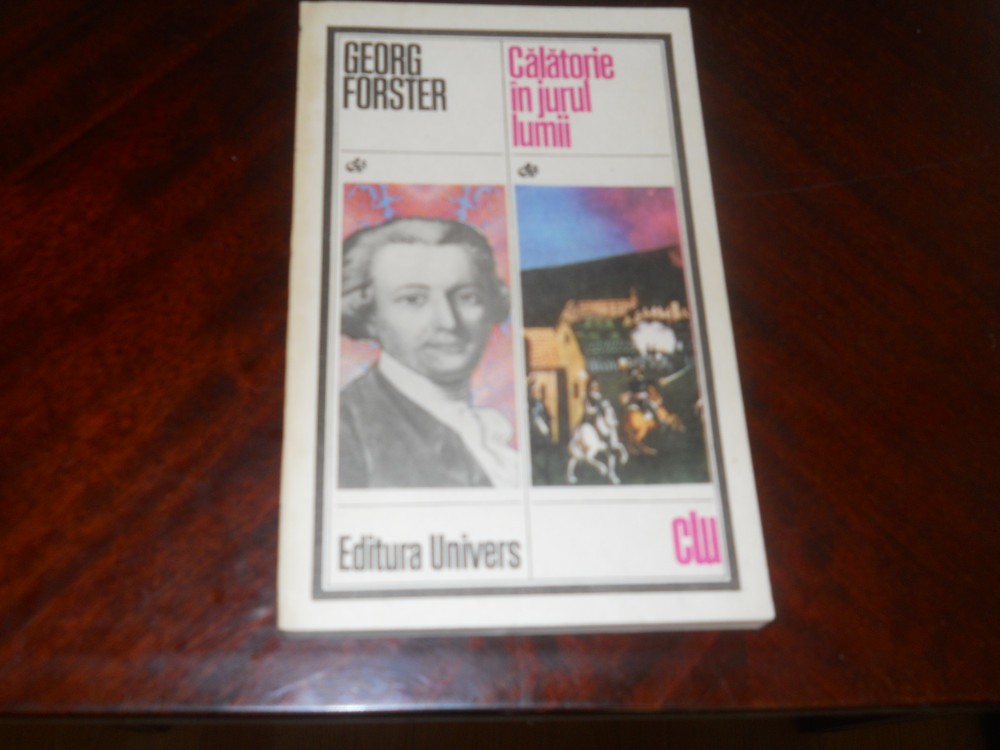 GEORG
FORSTER
Călătorie
în jurul
lumii
Editura Univers
clu